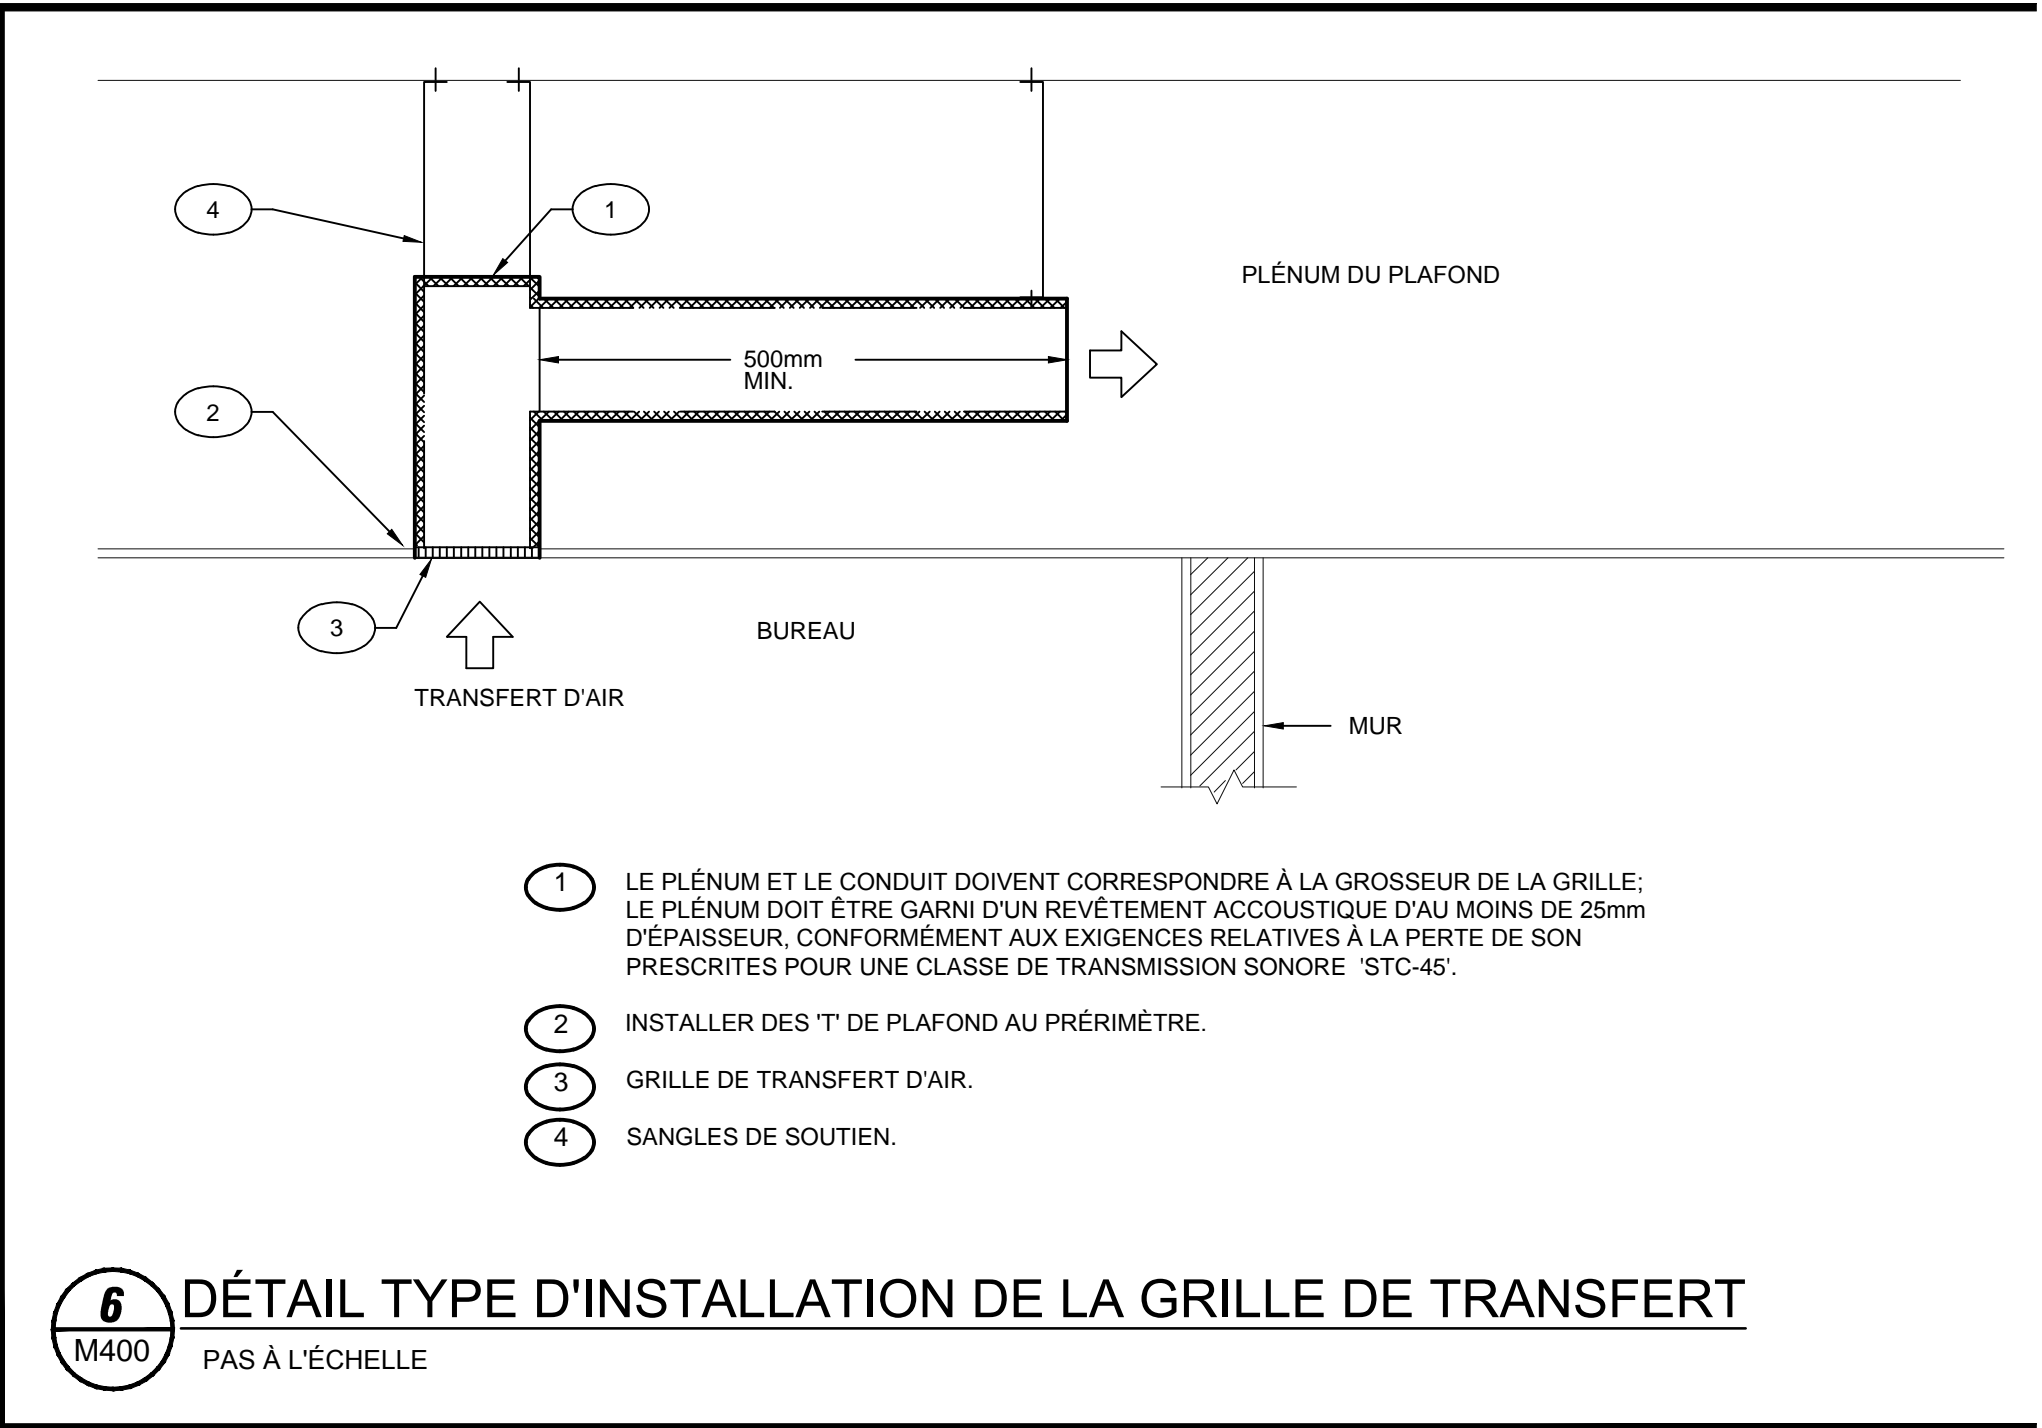 4
1
PLÉNUM DU PLAFOND
500mm
MIN.
2
3
BUREAU
TRANSFERT D'AIR
MUR
1 LE PLÉNUM ET LE CONDUIT DOIVENT CORRESPONDRE À LA GROSSEUR DE LA GRILLE;
LE PLÉNUM DOIT ÊTRE GARNI D'UN REVÊTEMENT ACCOUSTIQUE D'AU MOINS DE 25mm
D'ÉPAISSEUR, CONFORMÉMENT AUX EXIGENCES RELATIVES À LA PERTE DE SON
PRESCRITES POUR UNE CLASSE DE TRANSMISSION SONORE 'STC-45'.
2 INSTALLER DES 'T' DE PLAFOND AU PRÉRIMÈTRE.
3 GRILLE DE TRANSFERT D'AIR.
4 SANGLES DE SOUTIEN.
6 DÉTAIL TYPE D'INSTALLATION DE LA GRILLE DE TRANSFERT
M400 PAS À L'ÉCHELLE